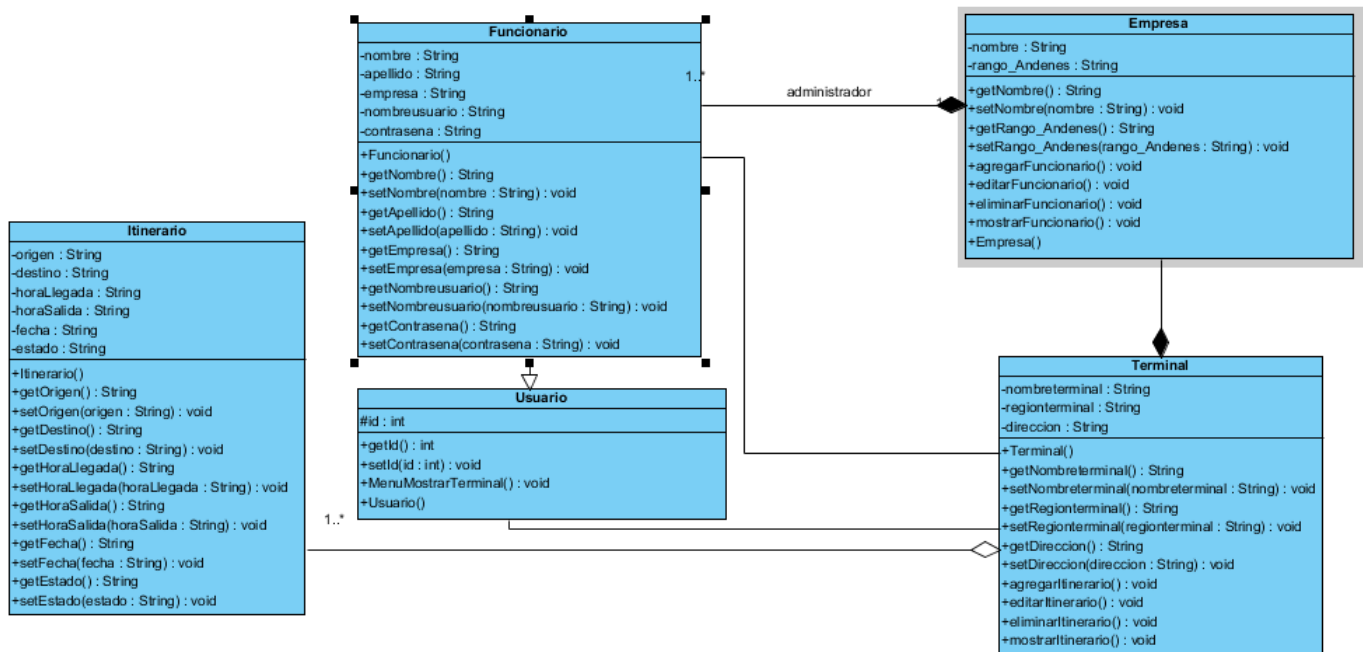 Funcionario
-nombre : String
-apellido : String
-empresa : String
-nombreusuario : String
-contrasena : String
+Funcionario()
+getNombre() : String
+setNombre(nombre : String) : void
+getApellido() : String
+setApellido(apellido : String) : void
+getEmpresa() : String
+setEmpresa(empresa : String) : void
+getNombreusuario() : String
+setNombreusuario(nombreusuario : String) : void
+getContrasena() : String
+setContrasena(contrasena : String) : void
1..*
administrador
1
Empresa
-nombre : String
-rango_Andenes : String
+getNombre() : String
+setNombre(nombre : String) : void
+getRango_Andenes() : String
+setRango_Andenes(rango_Andenes : String) : void
+agregarFuncionario() : void
+editarFuncionario() : void
+eliminarFuncionario() : void
+mostrarFuncionario() : void
+Empresa()
Itinerario
-origen : String
-destino : String
-horaLlegada : String
-horaSalida : String
-fecha : String
-estado : String
+Itinerario()
+getOrigen() : String
+setOrigen(origen : String) : void
+getDestino() : String
+setDestino(destino : String) : void
+getHoraLlegada() : String
+setHoraLlegada(horaLlegada : String) : void
+getHoraSalida() : String
+setHoraSalida(horaSalida : String) : void
+getFecha() : String
+setFecha(fecha : String) : void
+getEstado() : String
+setEstado(estado : String) : void
1..*
Usuario
#id : int
+getId() : int
+setId(id : int) : void
+MenuMostrarTerminal() : void
+Usuario()
Terminal
-nombreterminal : String
-regionterminal : String
-direccion : String
+Terminal()
+getNombreterminal() : String
+setNombreterminal(nombreterminal : String) : void
+getRegionterminal() : String
+setRegionterminal(regionterminal : String) : void
+getDireccion() : String
+setDireccion(direccion : String) : void
+agregarItinerario() : void
+editarItinerario() : void
+eliminarItinerario() : void
+mostrarItinerario() : void